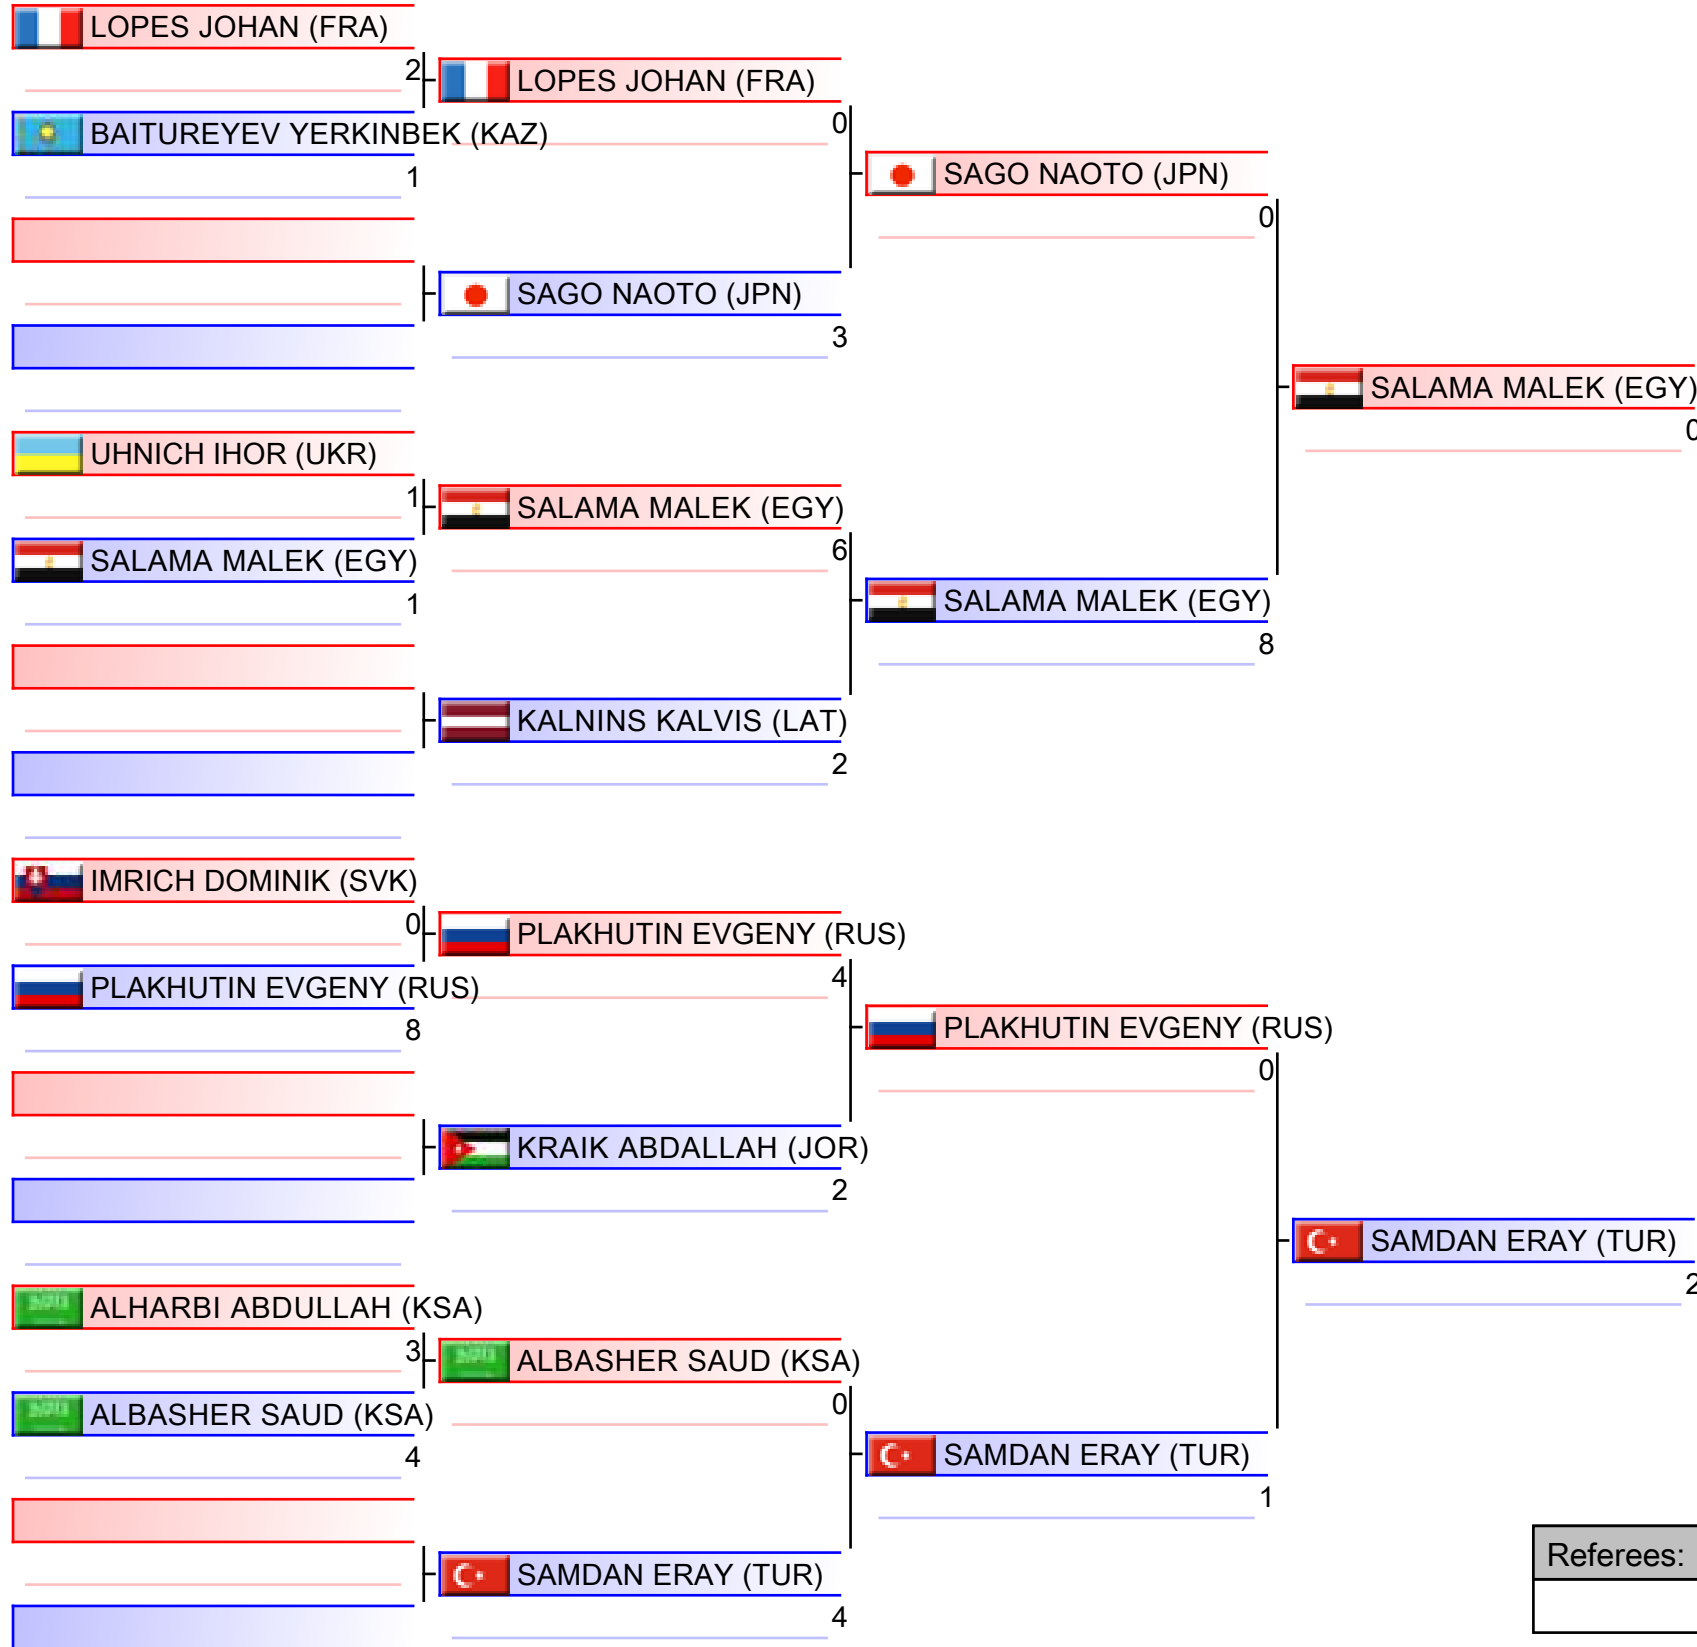 LOPES JOHAN (FRA)
2
LOPES JOHAN (FRA)
0
BAITUREYEV YERKINBEK (KAZ)
1
SAGO NAOTO (JPN)
0
SAGO NAOTO (JPN)
3
SALAMA MALEK (EGY)
0
UHNICH IHOR (UKR)
1
SALAMA MALEK (EGY)
6
SALAMA MALEK (EGY)
1
SALAMA MALEK (EGY)
8
KALNINS KALVIS (LAT)
2
IMRICH DOMINIK (SVK)
0
PLAKHUTIN EVGENY (RUS)
4
PLAKHUTIN EVGENY (RUS)
8
PLAKHUTIN EVGENY (RUS)
0
KRAIK ABDALLAH (JOR)
2
SAMDAN ERAY (TUR)
2
ALHARBI ABDULLAH (KSA)
3
ALBASHER SAUD (KSA)
0
ALBASHER SAUD (KSA)
4
SAMDAN ERAY (TUR)
1
Referees:
SAMDAN ERAY (TUR)
4